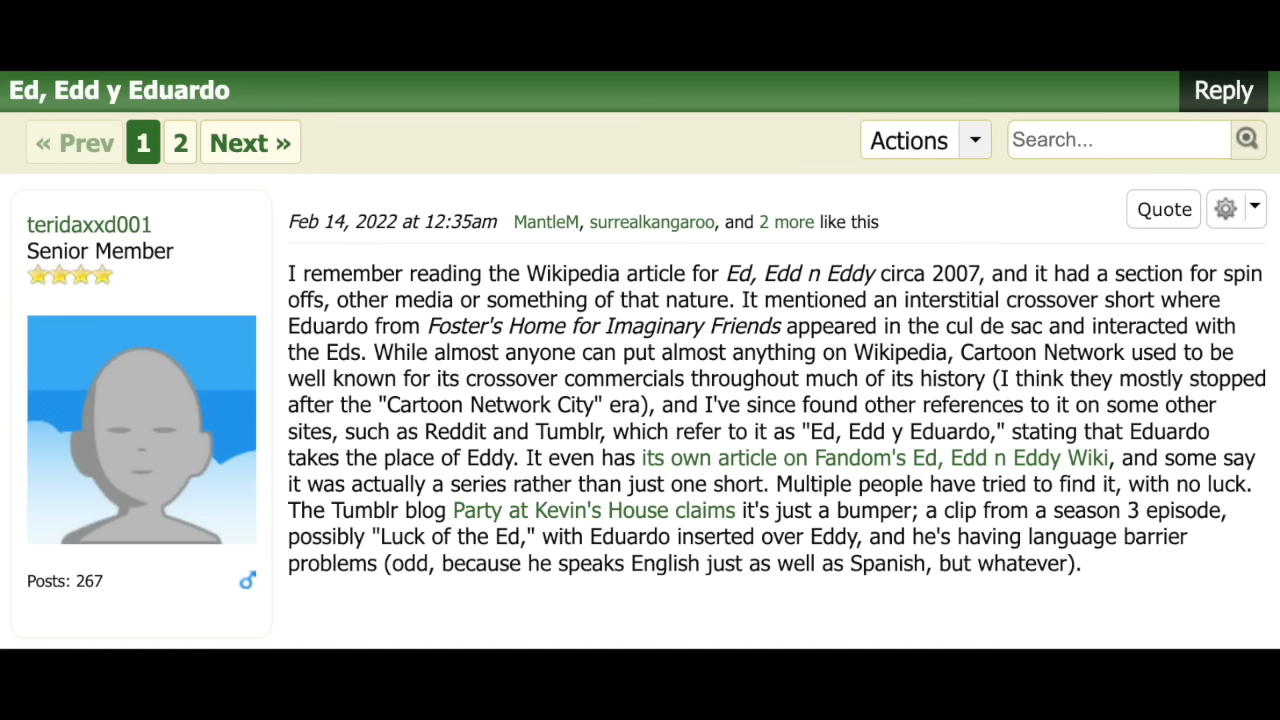 Ed, Edd y Eduardo
Reply
« Prev 1 2 Next »
Actions
Search...
teridaxxd001
Senior Member
Feb 14, 2022 at 12:35am MantleM, surrealkangaroo, and 2 more like this
Quote
I remember reading the Wikipedia article for Ed, Edd n Eddy circa 2007, and it had a section for spin
offs, other media or something of that nature. It mentioned an interstitial crossover short where
Eduardo from Foster's Home for Imaginary Friends appeared in the cul de sac and interacted with
the Eds. While almost anyone can put almost anything on Wikipedia, Cartoon Network used to be
well known for its crossover commercials throughout much of its history (I think they mostly stopped
after the "Cartoon Network City" era), and I've since found other references to it on some other
sites, such as Reddit and Tumblr, which refer to it as "Ed, Edd y Eduardo," stating that Eduardo
takes the place of Eddy. It even has its own article on Fandom's Ed, Edd n Eddy Wiki, and some say
it was actually a series rather than just one short. Multiple people have tried to find it, with no luck.
The Tumblr blog Party at Kevin's House claims it's just a bumper; a clip from a season 3 episode,
possibly "Luck of the Ed," with Eduardo inserted over Eddy, and he's having language barrier
problems (odd, because he speaks English just as well as Spanish, but whatever).
Posts: 267